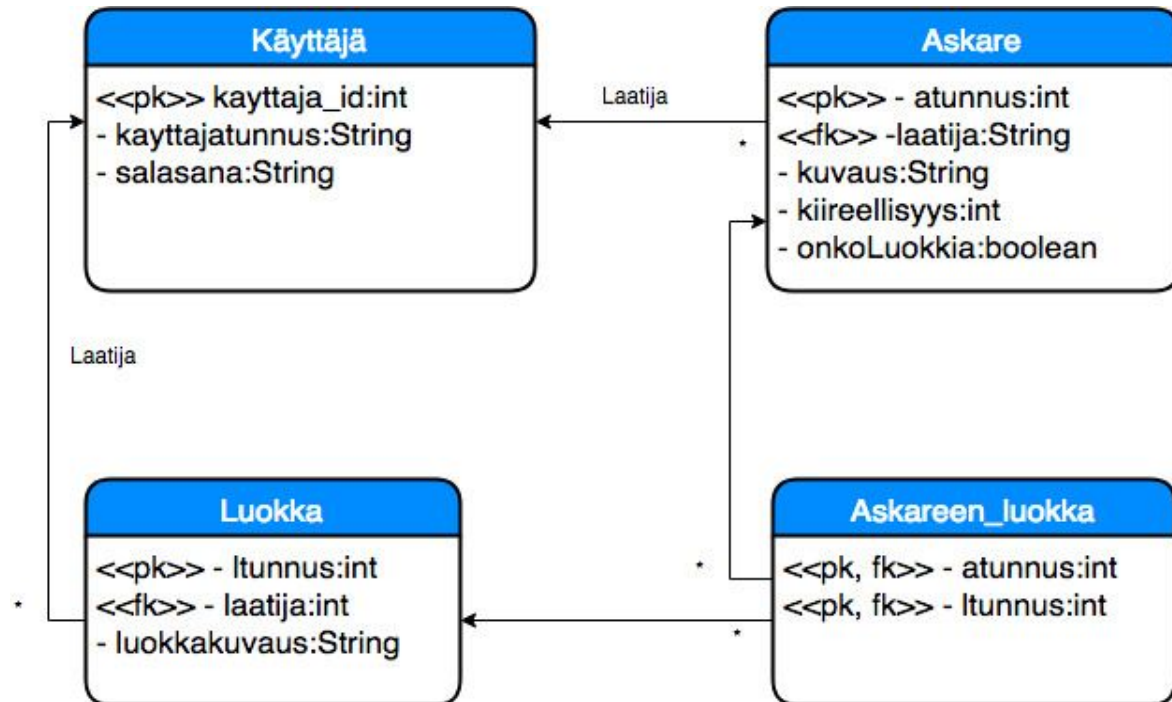 Käyttäjä
<<pk>> kayttaja_id:int
- kayttajatunnus:String
- salasana:String
Laatija
*
Askare
<<pk>> - atunnus:int
<<fk>> -laatija:String
- kuvaus:String
- kiireellisyys:int
- onkoLuokkia:boolean
Laatija
*
Luokka
<<pk>> - ltunnus:int
<<fk>> - laatija:int
- luokkakuvaus:String
*
*
Askareen_luokka
<<pk, fk>> - atunnus:int
<<pk, fk>> - ltunnus:int